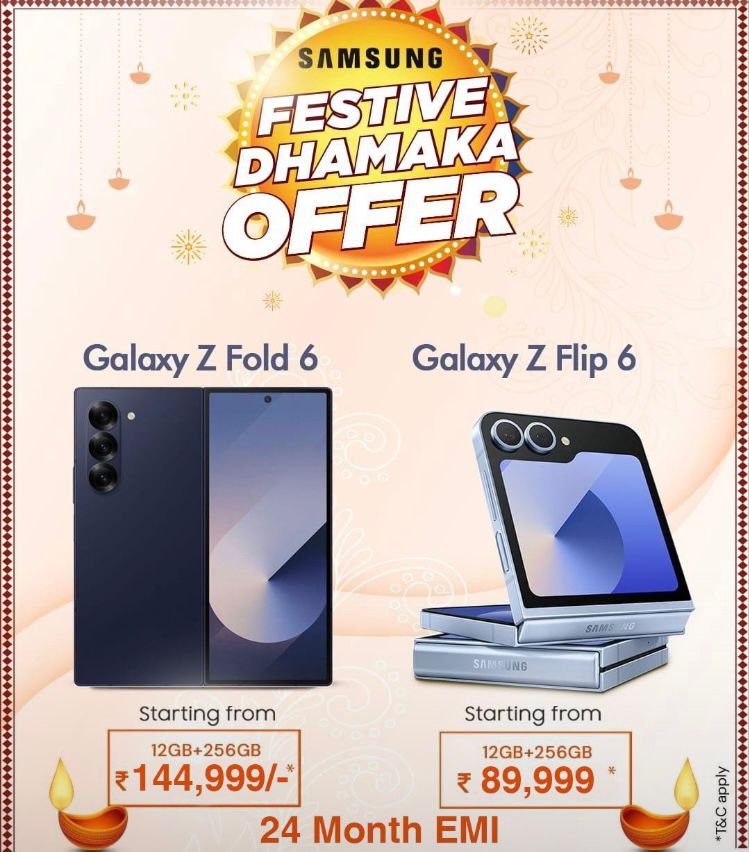 SAMSUNG
FESTIVE
DHAMAKA
OFFER
Galaxy Z Fold 6
Galaxy Z Flip 6
SAMSUNG
SAMSUNG
Starting from
12GB+256GB
₹144,999/-*
Starting from
12GB+256GB
₹ 89,999 *
24 Month EMI
*T&C apply